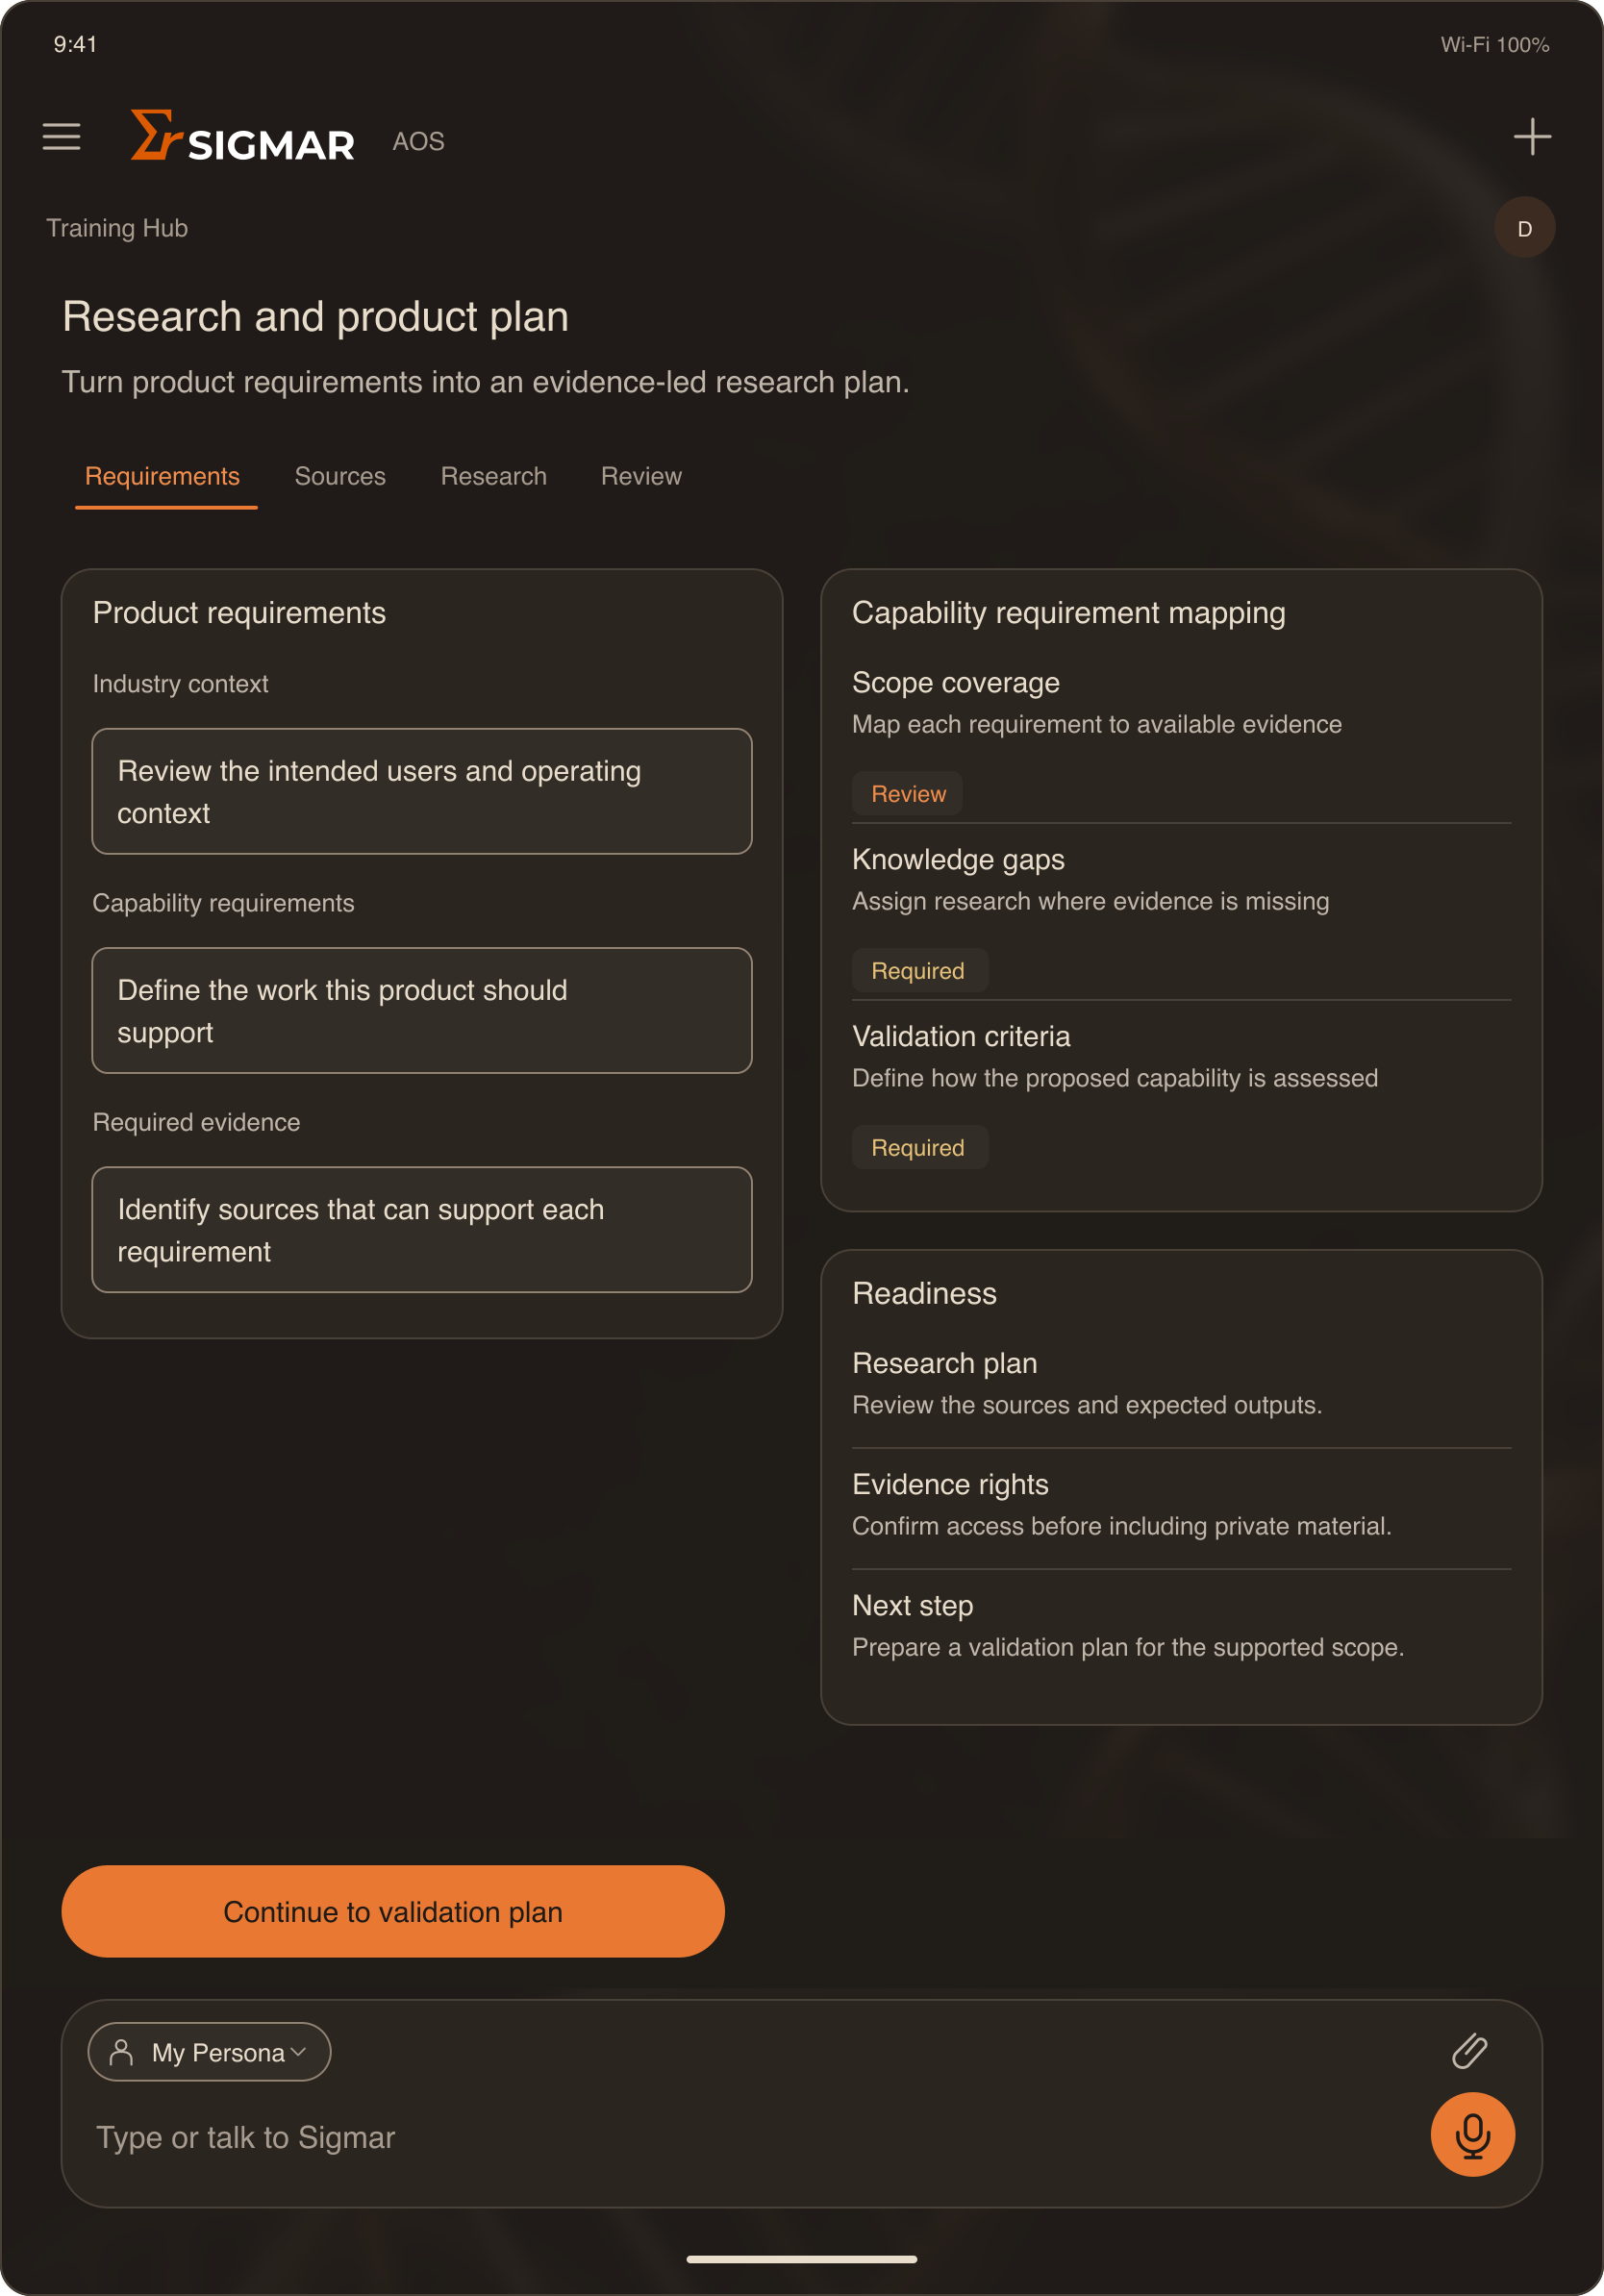 9:41
Wi-Fi 100%
Σr SIGMAR AOS
Training Hub
D
Research and product plan
Turn product requirements into an evidence-led research plan.
Requirements
Sources
Research
Review
Product requirements
Industry context
Review the intended users and operating
context
Capability requirements
Define the work this product should
support
Required evidence
Identify sources that can support each
requirement
Capability requirement mapping
Scope coverage
Map each requirement to available evidence
Review
Knowledge gaps
Assign research where evidence is missing
Required
Validation criteria
Define how the proposed capability is assessed
Required
Readiness
Research plan
Review the sources and expected outputs.
Evidence rights
Confirm access before including private material.
Next step
Prepare a validation plan for the supported scope.
Continue to validation plan
My Persona
Type or talk to Sigmar